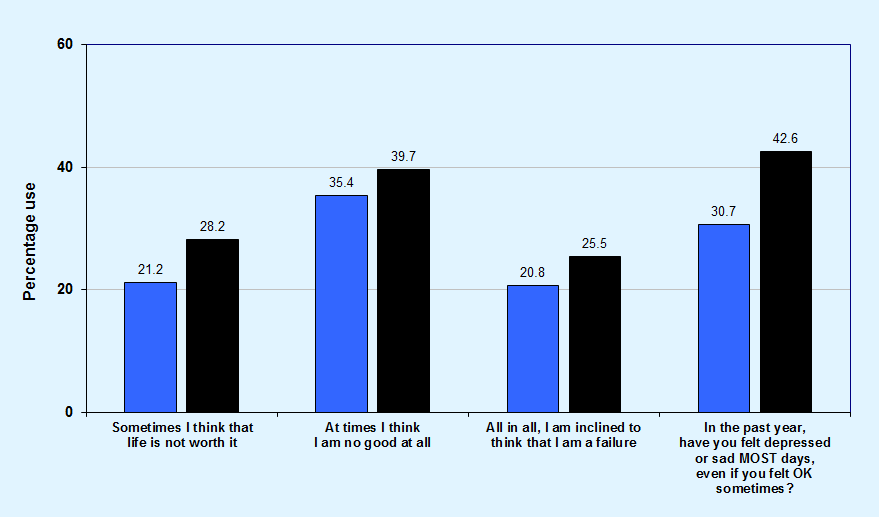 60
40
20
0
Percentage use
21.2
28.2
35.4
39.7
20.8
25.5
30.7
42.6
Sometimes I think that
life is not worth it
At times I think
I am no good at all
All in all, I am inclined to
think that I am a failure
In the past year,
have you felt depressed
or sad MOST days,
even if you felt OK
sometimes?